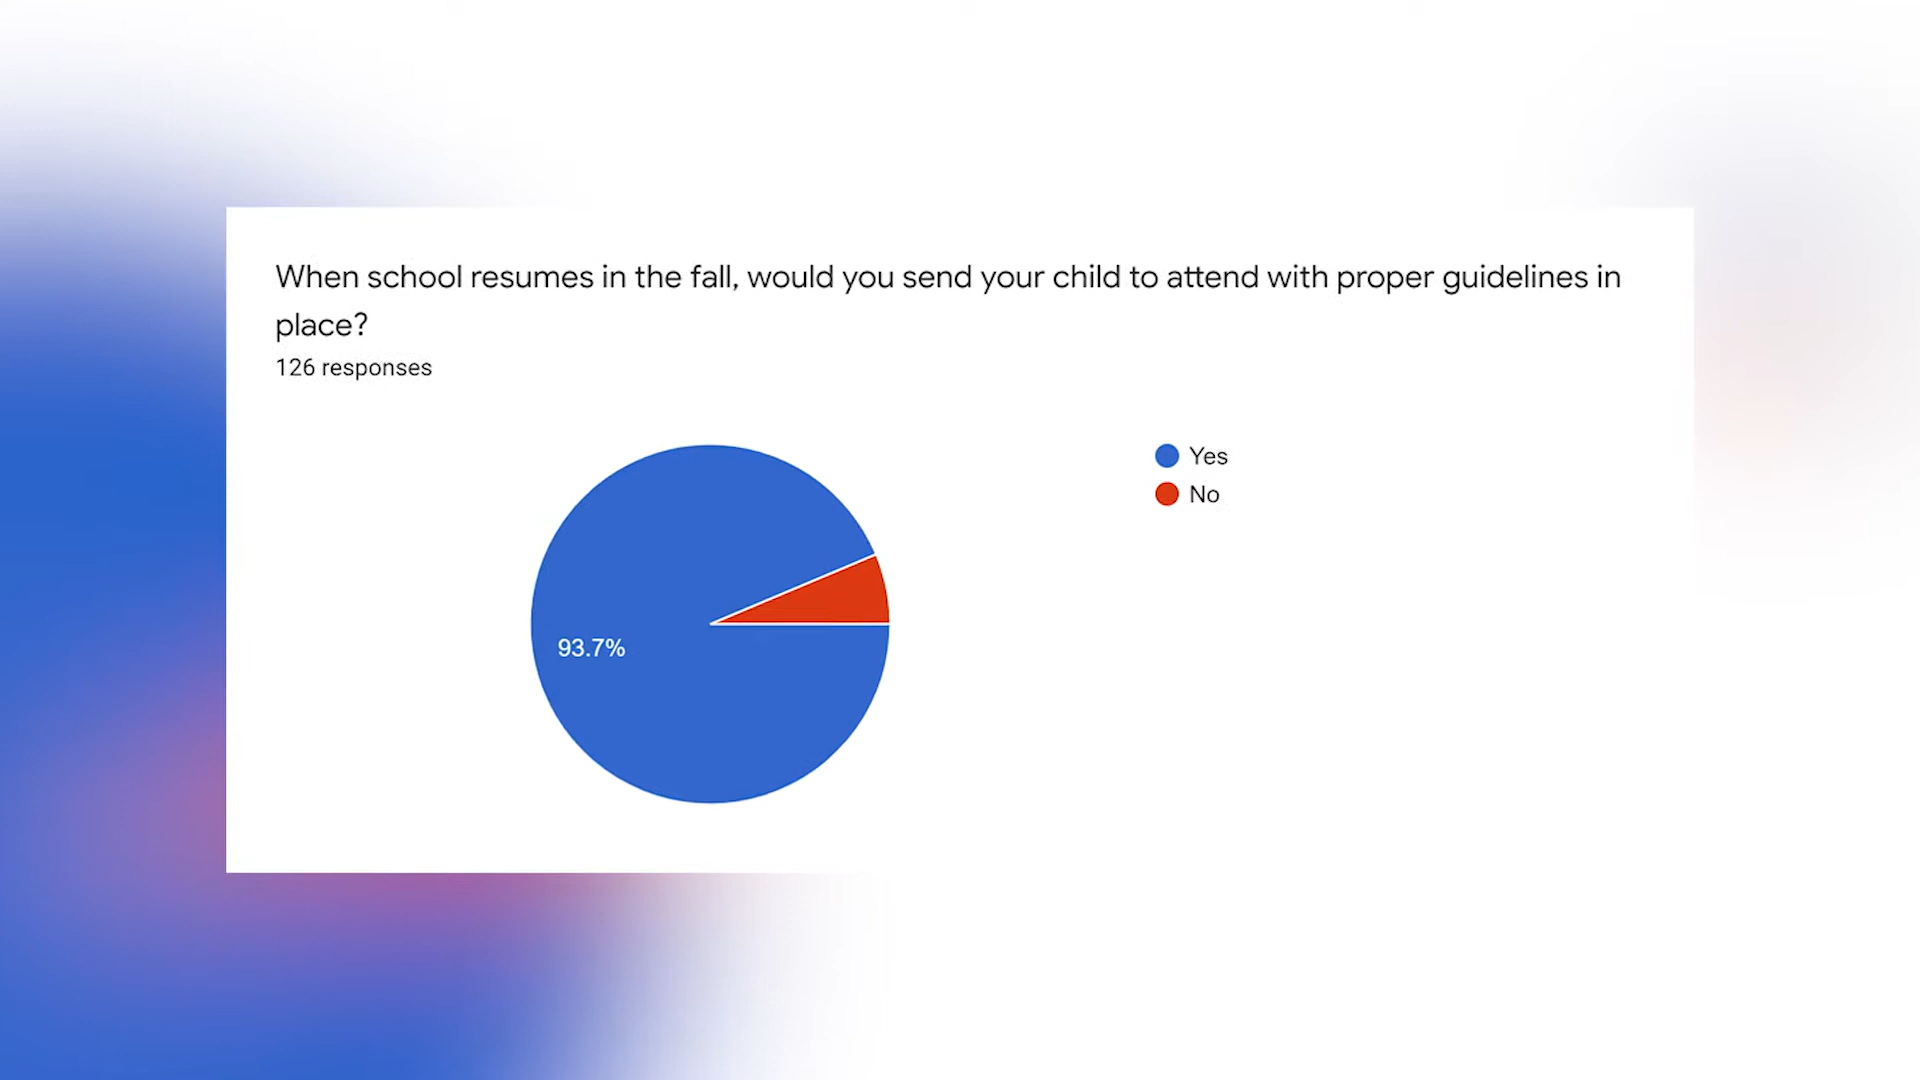 When school resumes in the fall, would you send your child to attend with proper guidelines in
place?
126 responses
Yes
No
93.7%